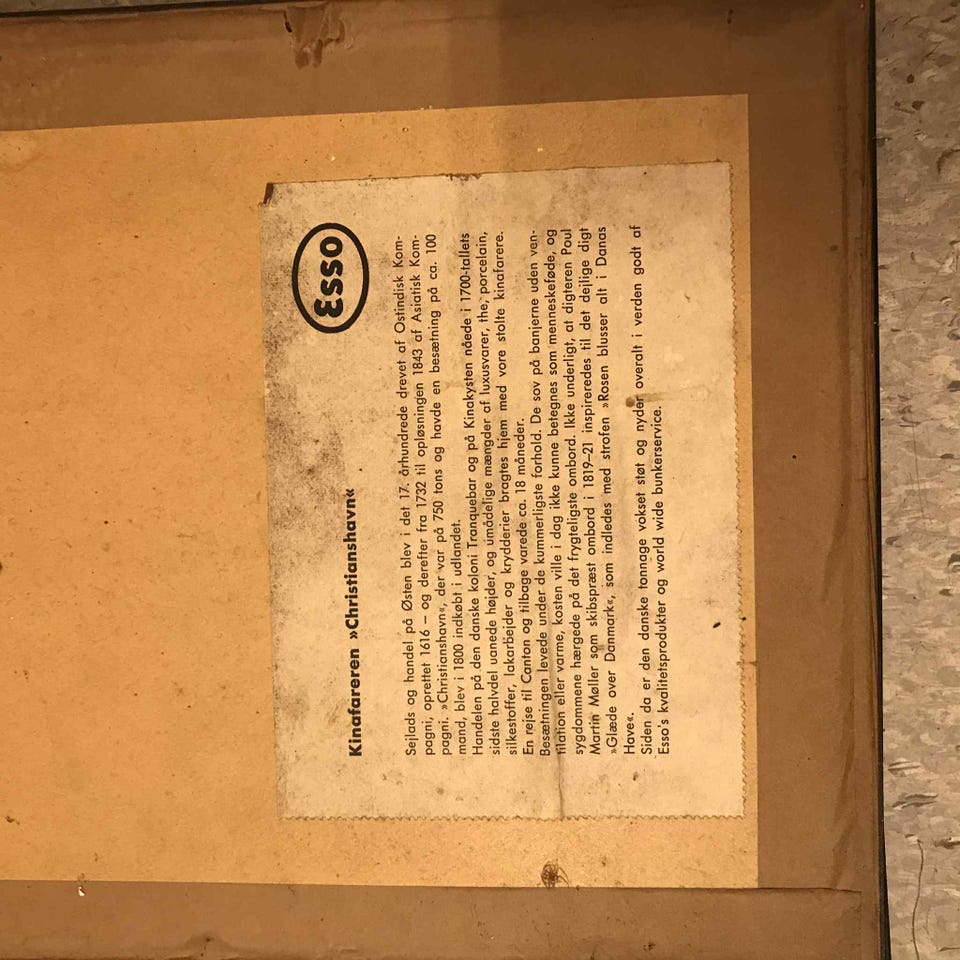 Esso
Kinafareren »Christianshavn«
Sejlads og handel på Østen blev i det 17. århundrede drevet af Ostindisk Kom-
pagni, oprettet 1616 — og derefter fra 1732 til opløsningen 1843 af Asiatisk Kom-
pagni. »Christianshavn«, der var på 750 tons og havde en besætning på ca. 100
mand, blev i 1800 indkøbt i udlandet.
Handelen på den danske koloni Tranquebar og på Kinakysten nåede i 1700-tallets
sidste halvdel uanede højder, og umådelige mængder af luxusvarer, the, porcelain,
silkestoffer, lakarbejder og krydderier bragtes hjem med vore stolte kinafarere.
En rejse til Canton og tilbage varede ca. 18 måneder.
Besætningen levede under de kummerligste forhold. De sov på banjerne uden ven-
tilation eller varme, kosten ville i dag ikke kunne betegnes som menneskeføde, og
sygdommene hærgede på det frygteligste ombord. Ikke underligt, at digteren Poul
Martin Møller som skibspræst ombord i 1819—21 inspireredes til det dejlige digt
»Glæde over Danmark«, som indledes med strofen »Rosen blusser alt i Danas
Have«.
Siden da er den danske tonnage vokset støt og nyder overalt i verden godt af
Esso's kvalitetsprodukter og world wide bunkerservice.